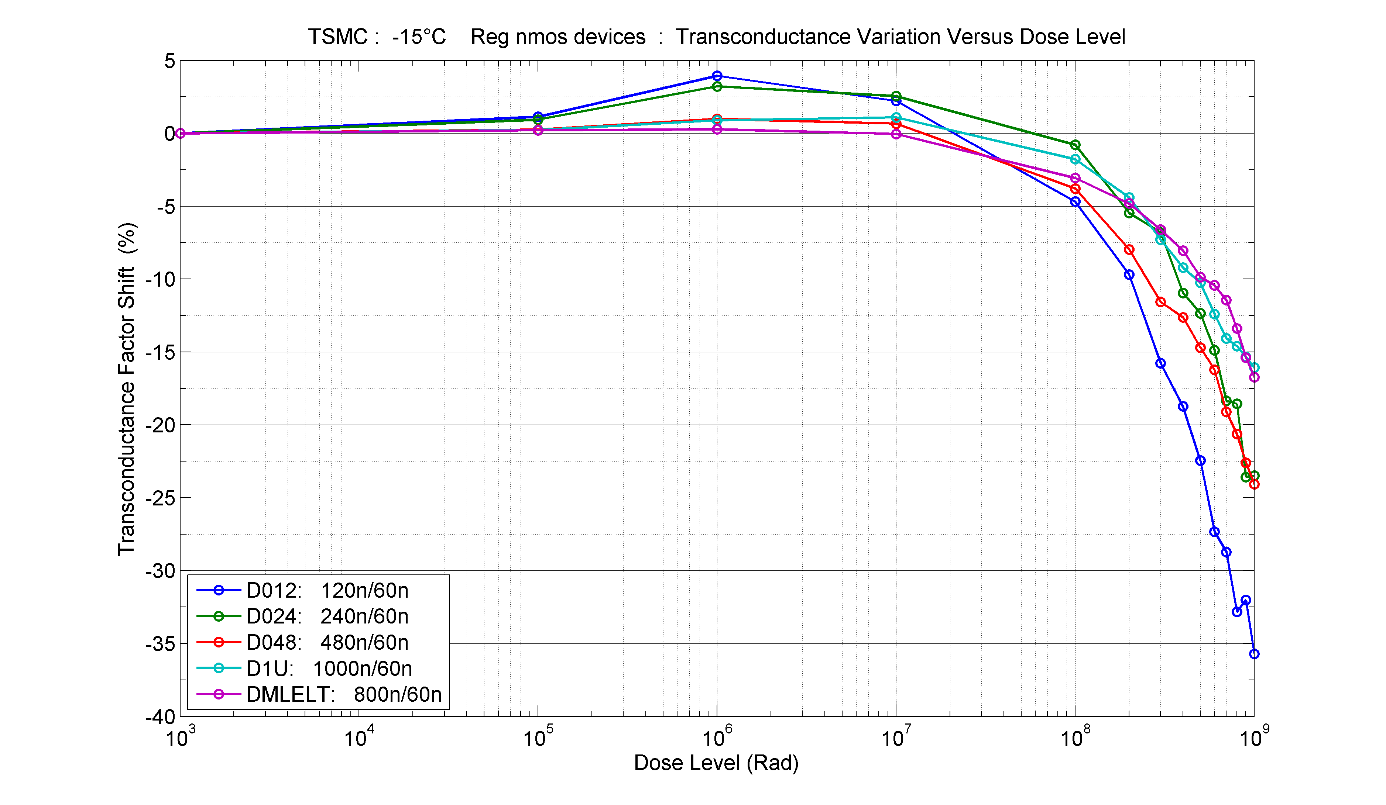 TSMC :  -15°C    Reg nmos devices  :  Transconductance Variation Versus Dose Level
Transconductance Factor Shift  (%)
5
0
-5
-10
-15
-20
-25
-30
-35
-40
D012:   120n/60n
D024:   240n/60n
D048:   480n/60n
D1U:   1000n/60n
DMLELT:   800n/60n
10³ 10⁴ 10⁵ 10⁶ 10⁷ 10⁸ 10⁹
Dose Level (Rad)